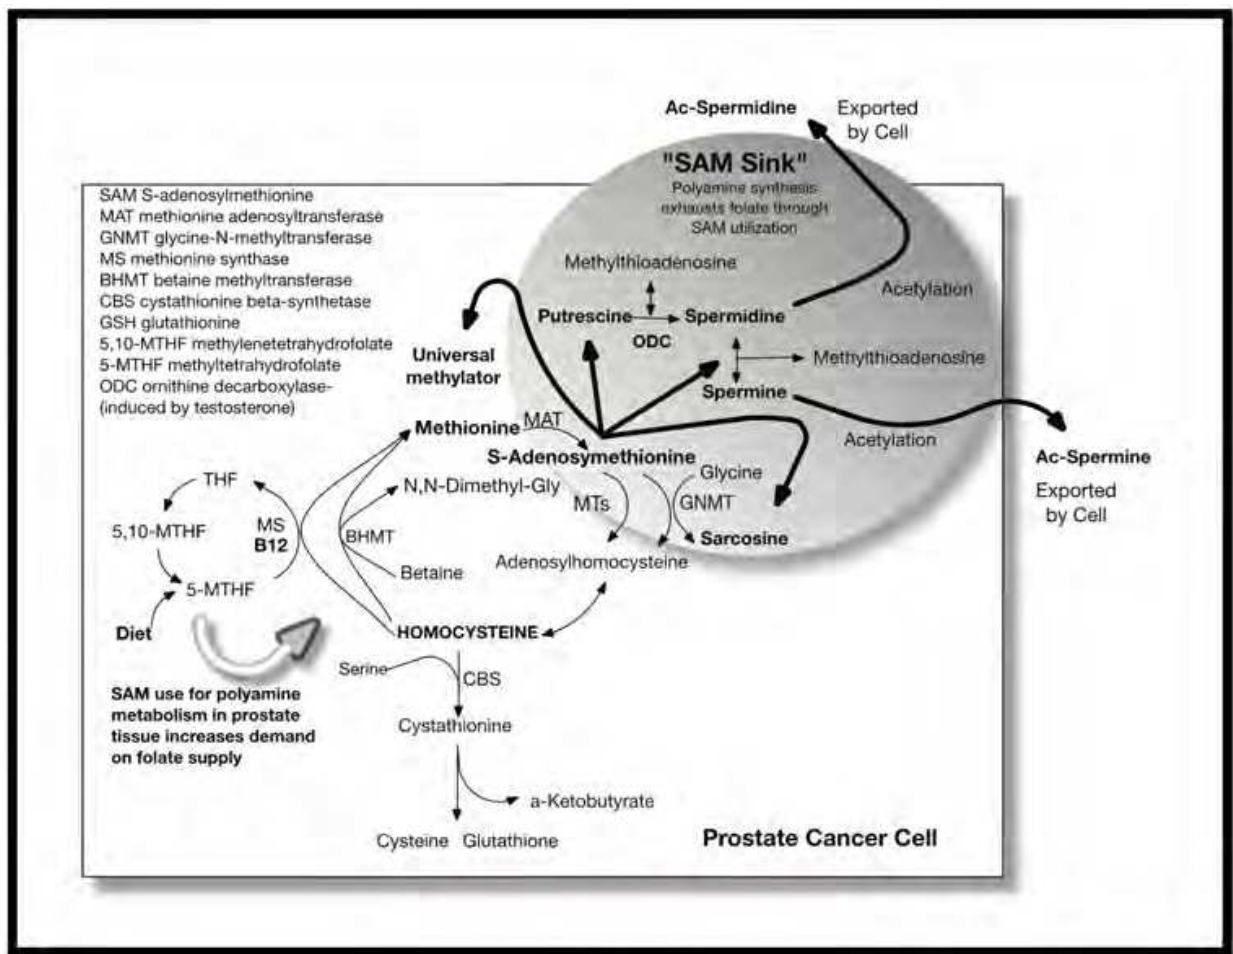 Ac-Spermidine
Exported
by Cell
"SAM Sink"
Polyamine synthesis
exhausts folate through
SAM utilization
SAM S-adenosylmethionine
MAT methionine adenosyltransferase
GNMT glycine-N-methyltransferase
MS methionine synthase
BHMT betaine methyltransferase
CBS cystathionine beta-synthetase
GSH glutathionine
5,10-MTHF methylenetetrahydrofolate
5-MTHF methyltetrahydrofolate
ODC ornithine decarboxylase-
(induced by testosterone)
Methylthioadenosine
Acetylation
Putrescine
Spermidine
ODC
Universal
methylator
Methylthioadenosine
Spermine
Methionine
MAT
Acetylation
S-Adenosymethionine
Ac-Spermine
Exported
by Cell
THF
N,N-Dimethyl-Gly
Glycine
MTs
GNMT
5,10-MTHF
MS
B12
BHMT
Sarcosine
Adenosylhomocysteine
Betaine
5-MTHF
Diet
HOMOCYSTEINE
Serine
CBS
SAM use for polyamine
metabolism in prostate
tissue increases demand
on folate supply
Cystathionine
a-Ketobutyrate
Cysteine Glutathione
Prostate Cancer Cell